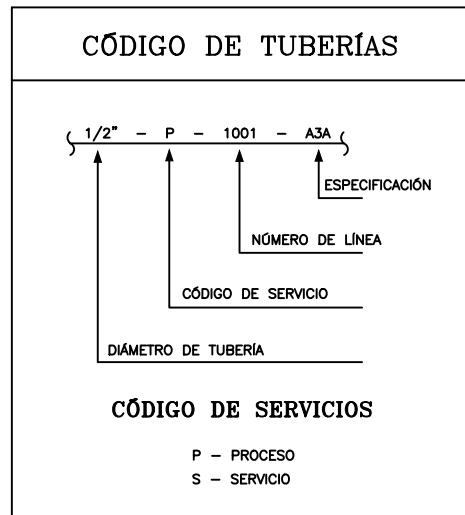 CÓDIGO DE TUBERÍAS
1/2" - P - 1001 - A3A
ESPECIFICACIÓN
NÚMERO DE LÍNEA
CÓDIGO DE SERVICIO
DIÁMETRO DE TUBERÍA
CÓDIGO DE SERVICIOS
P - PROCESO
S - SERVICIO